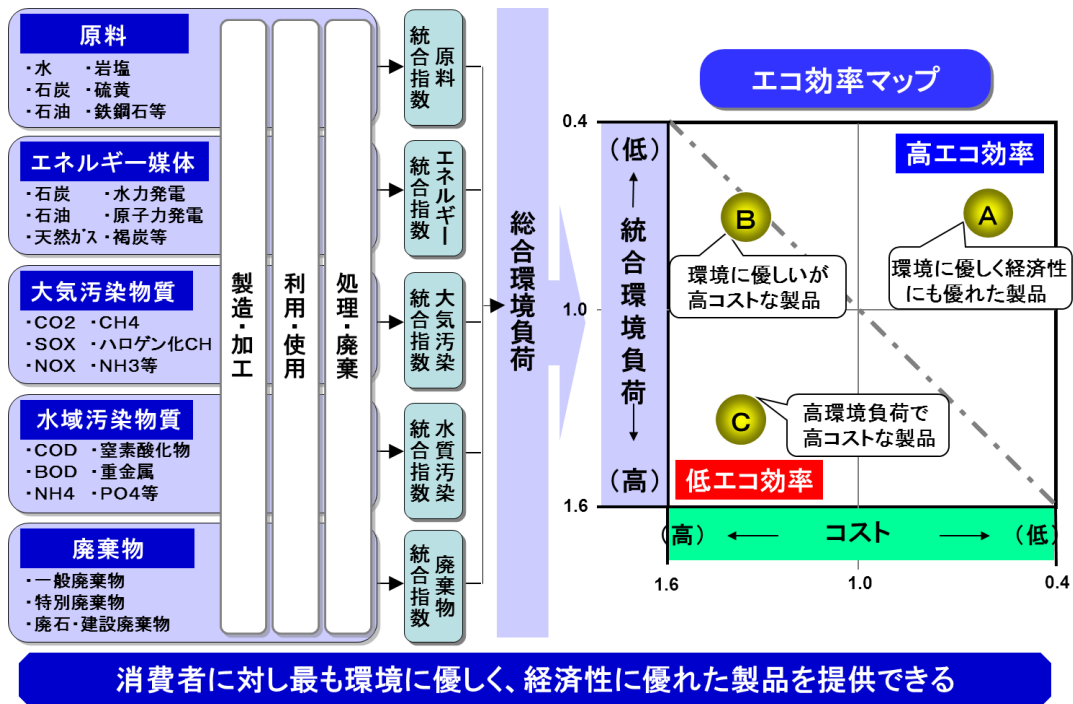 原料
・水 ・岩塩
・石炭 ・硫黄
・石油 ・鉄鋼石等
エネルギー媒体
・石炭 ・水力発電
・石油 ・原子力発電
・天然ｶﾞｽ ・褐炭等
大気汚染物質
・CO2 ・CH4
・SOX ・ハロゲン化CH
・NOX ・NH3等
水域汚染物質
・COD ・窒素酸化物
・BOD ・重金属
・NH4 ・PO4等
廃棄物
・一般廃棄物
・特別廃棄物
・廃石・建設廃棄物
製造・加工
利用・使用
処理・廃棄
原料
統合指数
エネルギー
統合指数
大気汚染
統合指数
水質汚染
統合指数
廃棄物
統合指数
総合環境負荷
エコ効率マップ
0.4
1.0
1.6
（低）
統合環境負荷
（高）
高エコ効率
A
環境に優しく経済性
にも優れた製品
B
環境に優しいが
高コストな製品
C
高環境負荷で
高コストな製品
低エコ効率
（高） コスト （低）
1.6 1.0 0.4
消費者に対し最も環境に優しく、経済性に優れた製品を提供できる